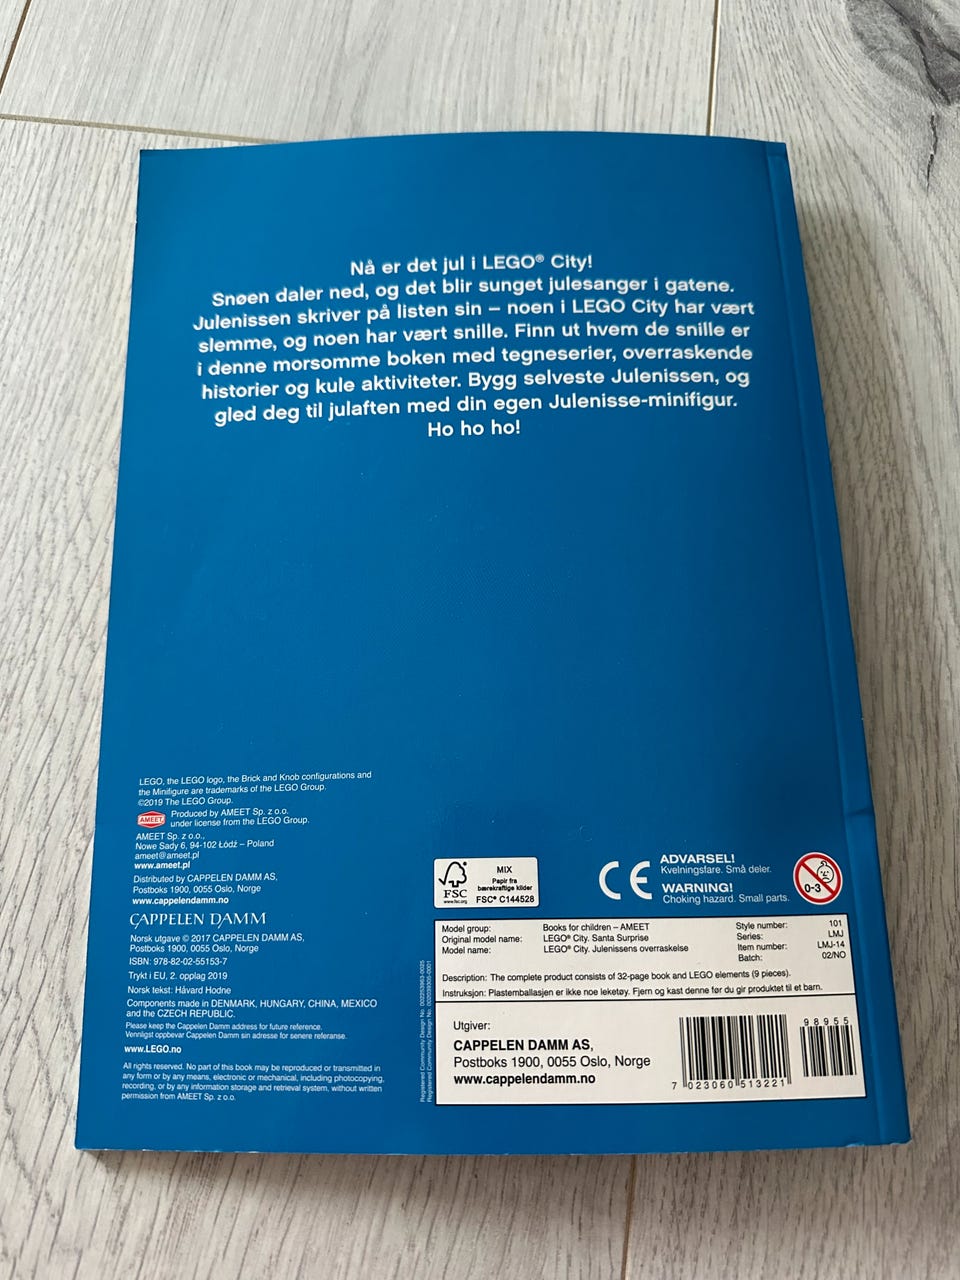 Nå er det jul i LEGO® City!
Snøen daler ned, og det blir sunget julesanger i gatene.
Julenissen skriver på listen sin – noen i LEGO City har vært
slemme, og noen har vært snille. Finn ut hvem de snille er
i denne morsomme boken med tegneserier, overraskende
historier og kule aktiviteter. Bygg selveste Julenissen, og
gled deg til julaften med din egen Julenisse-minifigur.
Ho ho ho!
LEGO, the LEGO logo, the Brick and Knob configurations and
the Minifigure are trademarks of the LEGO Group.
©2019 The LEGO Group.
AMEET
Produced by AMEET Sp. z o.o.
under license from the LEGO Group.
AMEET Sp. z o.o.,
Nowe Sady 6, 94-102 Łódź – Poland
ameet@ameet.pl
www.ameet.pl
Distributed by CAPPELEN DAMM AS,
Postboks 1900, 0055 Oslo, Norge
www.cappelendamm.no
CAPPELEN DAMM
Norsk utgave © 2017 CAPPELEN DAMM AS,
Postboks 1900, 0055 Oslo, Norge
ISBN: 978-82-02-55153-7
Trykt i EU, 2. opplag 2019
Norsk tekst: Håvard Hodne
Components made in DENMARK, HUNGARY, CHINA, MEXICO
and the CZECH REPUBLIC.
Please keep the Cappelen Damm address for future reference.
Vennligst oppbevar Cappelen Damm sin adresse for senere referanse.
www.LEGO.no
All rights reserved. No part of this book may be reproduced or transmitted in
any form or by any means, electronic or mechanical, including photocopying,
recording, or by any information storage and retrieval system, without written
permission from AMEET Sp. z o.o.
FSC
www.fsc.org
MIX
Papir fra
bærekraftige kilder
FSC® C144528
CE
ADVARSEL!
Kvelningsfare. Små deler.
WARNING!
Choking hazard. Small parts.
0-3
Model group: Books for children – AMEET
Original model name: LEGO® City. Santa Surprise
Model name: LEGO® City. Julenissens overraskelse
Style number: 101
Series: LMJ
Item number: LMJ-14
Batch: 02/NO
Description: The complete product consists of 32-page book and LEGO elements (9 pieces).
Instruksjon: Plastemballasjen er ikke noe leketøy. Fjern og kast denne før du gir produktet til et barn.
Utgiver:
CAPPELEN DAMM AS,
Postboks 1900, 0055 Oslo, Norge
www.cappelendamm.no
7 023060 513221
98955
Registered Community Design No.
Registered Community Design No.